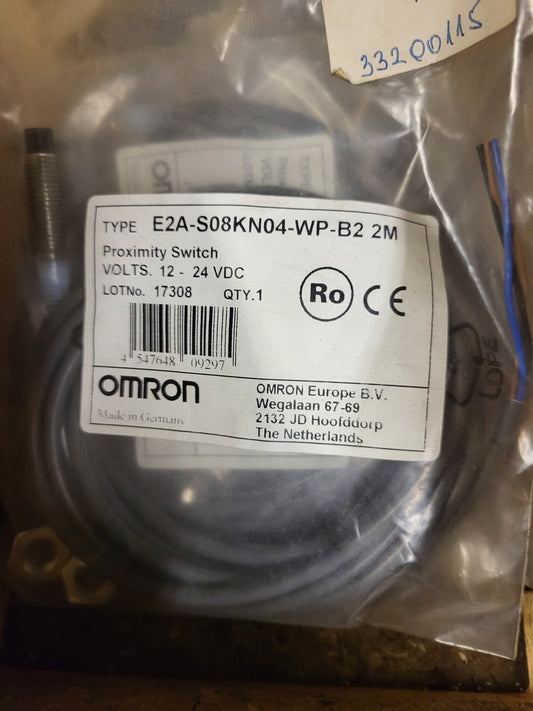 33200115
TYPE E2A-S08KN04-WP-B2 2M
Proximity Switch
VOLTS. 12 - 24 VDC
LOTNo. 17308 QTY.1
Ro CE
4 547648 09297
OMRON
Made in Germany
OMRON Europe B.V.
Wegalaan 67-69
2132 JD Hoofddorp
The Netherlands
LDPE